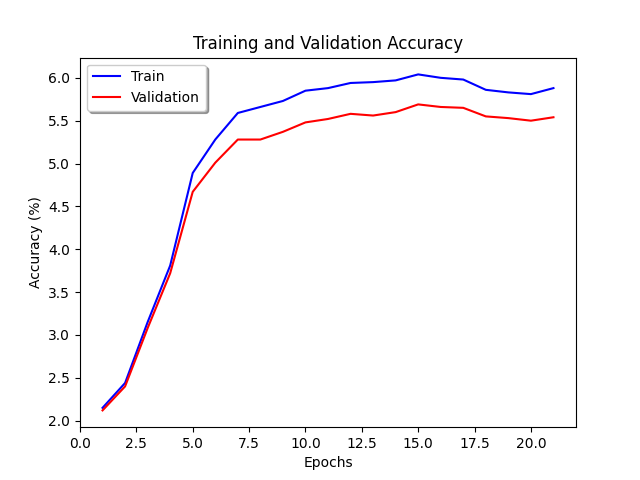 Training and Validation Accuracy
Train
Validation
6.0
5.5
5.0
4.5
4.0
3.5
3.0
2.5
2.0
Accuracy (%)
0.0 2.5 5.0 7.5 10.0 12.5 15.0 17.5 20.0
Epochs